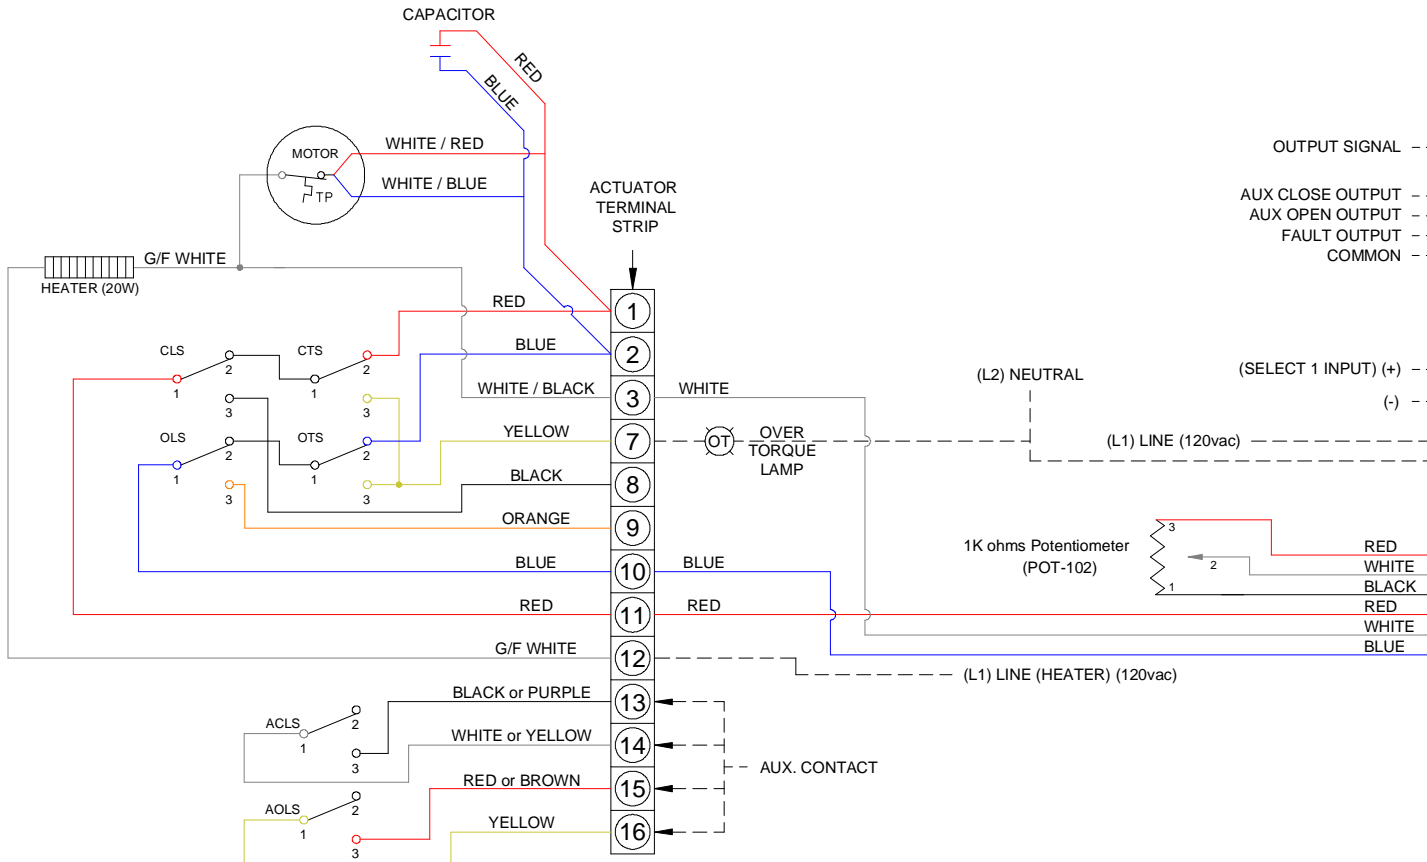 CAPACITOR
RED
BLUE
MOTOR
TP
WHITE / RED
WHITE / BLUE
ACTUATOR
TERMINAL
STRIP
G/F WHITE
HEATER (20W)
OUTPUT SIGNAL
AUX CLOSE OUTPUT
AUX OPEN OUTPUT
FAULT OUTPUT
COMMON
RED
1
CLS
1
2
3
CTS
1
2
3
BLUE
2
WHITE / BLACK
3
WHITE
(L2) NEUTRAL
(SELECT 1 INPUT) (+)
(-)
OLS
1
2
3
OTS
1
2
3
YELLOW
7
OT
OVER
TORQUE
LAMP
(L1) LINE (120vac)
BLACK
8
ORANGE
9
BLUE
10
BLUE
1K ohms Potentiometer
(POT-102)
3
2
1
RED
WHITE
BLACK
RED
WHITE
BLUE
RED
11
RED
G/F WHITE
12
(L1) LINE (HEATER) (120vac)
BLACK or PURPLE
13
ACLS
1
2
3
WHITE or YELLOW
14
AUX. CONTACT
RED or BROWN
15
AOLS
1
2
3
YELLOW
16